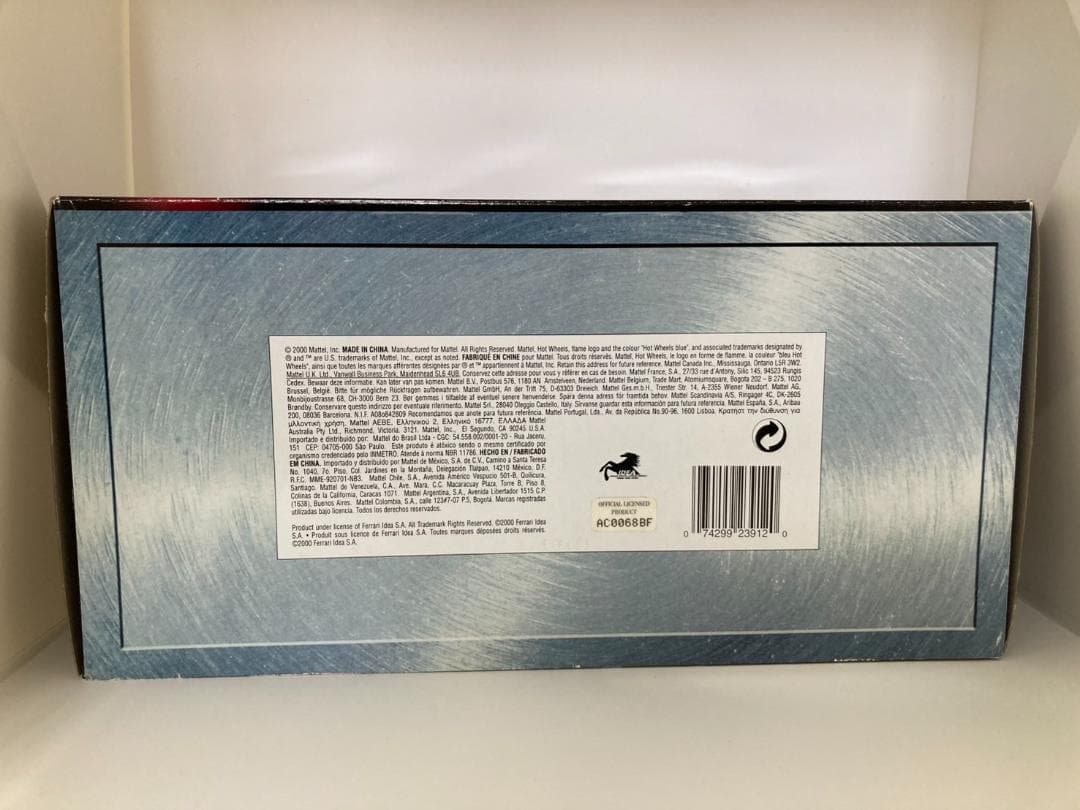 © 2000 Mattel, Inc. MADE IN CHINA. Manufactured for Mattel. All Rights Reserved. Mattel, Hot Wheels, flame logo and the colour "Hot Wheels blue", and associated trademarks designated by
® and ™ are U.S. trademarks of Mattel, Inc., except as noted. FABRIQUÉ EN CHINE pour Mattel. Tous droits réservés. Mattel, Hot Wheels, le logo en forme de flamme, la couleur "bleu Hot
Wheels", ainsi que toutes les marques afférentes désignées par ® et ™ appartiennent à Mattel, Inc. Retain this address for future reference. Mattel Canada Inc., Mississauga, Ontario L5R 3W2.
Mattel U.K. Ltd., Vanwall Business Park, Maidenhead SL6 4UB. Conservez cette adresse pour vous y référer en cas de besoin. Mattel France, S.A., 27/33 rue d'Antony, Silic 145, 94523 Rungis
Cedex. Bewaar deze informatie. Kan later van pas komen. Mattel B.V., Postbus 576, 1180 AN Amstelveen, Nederland. Mattel Belgium, Trade Mart, Atomiumsquare, Bogota 202 – B 275, 1020
Brussel, België. Bitte für mögliche Rückfragen aufbewahren. Mattel GmbH, An der Trift 75, D-63303 Dreieich. Mattel Ges.m.b.H., Triester Str. 14, A-2355 Wiener Neudorf. Mattel AG,
Monbijoustrasse 68, CH-3000 Bern 23. Bør gemmes i tilfælde af eventuel senere henvendelse. Spara denna adress för framtida behov. Mattel Scandinavia A/S, Ringager 4C, DK-2605
Brøndby. Conservare questo indirizzo per eventuale riferimento. Mattel Srl., 28040 Oleggio Castello, Italy. Sírvanse guardar esta información para futura referencia. Mattel España, S.A., Aribau
200, 08036 Barcelona. N.I.F. A08o842809 Recomendamos que anote para futura referência. Mattel Portugal, Lda., Av. da República No.90-96, 1600 Lisboa. Κρατήστε την διεύθυνση για
μελλοντική χρήση. Mattel AEBE, Ελληνικού 2, Ελληνικό 16777, ΕΛΛΑΔΑ Mattel
Australia Pty. Ltd., Richmond, Victoria. 3121. Mattel, Inc., El Segundo, CA 90245 U.S.A.
Importado e distribuido por: Mattel do Brasil Ltda - CGC: 54.558.002/0001-20 - Rua Jaceru,
151 CEP: 04705-000 São Paulo. Este produto é atóxico sendo o mesmo certificado por
organismo credenciado pelo INMETRO, Atende á norma NBR 11786. HECHO EN / FABRICADO
EM CHINA. Importado y distribuido por Mattel de México, S.A. de C.V., Camino a Santa Teresa
No. 1040, 7o. Piso, Col. Jardines en la Montaña, Delegación Tlalpan, 14210 México, D.F.
R.F.C. MME-920701-NB3. Mattel Chile, S.A., Avenida Américo Vespucio 501-B, Quilicura,
Santiago. Mattel de Venezuela, C.A., Ave. Mara, C.C. Macaracuay Plaza, Torre B, Piso 8,
Colinas de la California, Caracas 1071. Mattel Argentina, S.A., Avenida Libertador 1515 C.P.
(1638), Buenos Aires. Mattel Colombia, S.A., calle 123#7-07 P.5, Bogotá. Marcas registradas
utilizadas bajo licencia. Todos los derechos reservados.
Product under license of Ferrari Idea S.A. All Trademark Rights Reserved. ©2000 Ferrari Idea
S.A. • Produit sous licence de Ferrari Idea S.A. Toutes marques déposées droits réservés.
©2000 Ferrari Idea S.A.
IDEA
OFFICIAL LICENSED
PRODUCT
AC0068BF
0 74299 23912 0